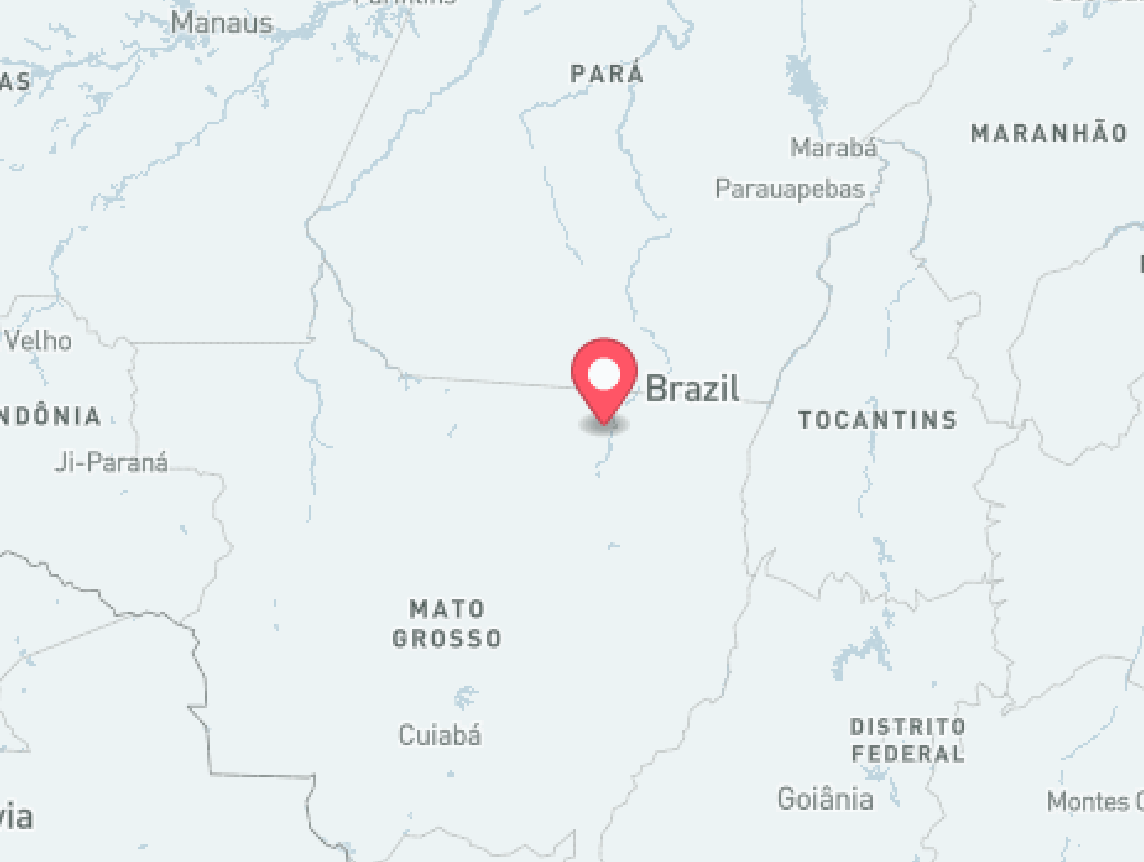 Manaus
AS
PARÁ
MARANHÃO
Marabá
Parauapebas
Velho
Brazil
NDÔNIA
TOCANTINS
Ji-Paraná
MATO
GROSSO
Cuiabá
DISTRITO
FEDERAL
Goiânia
Montes C
via